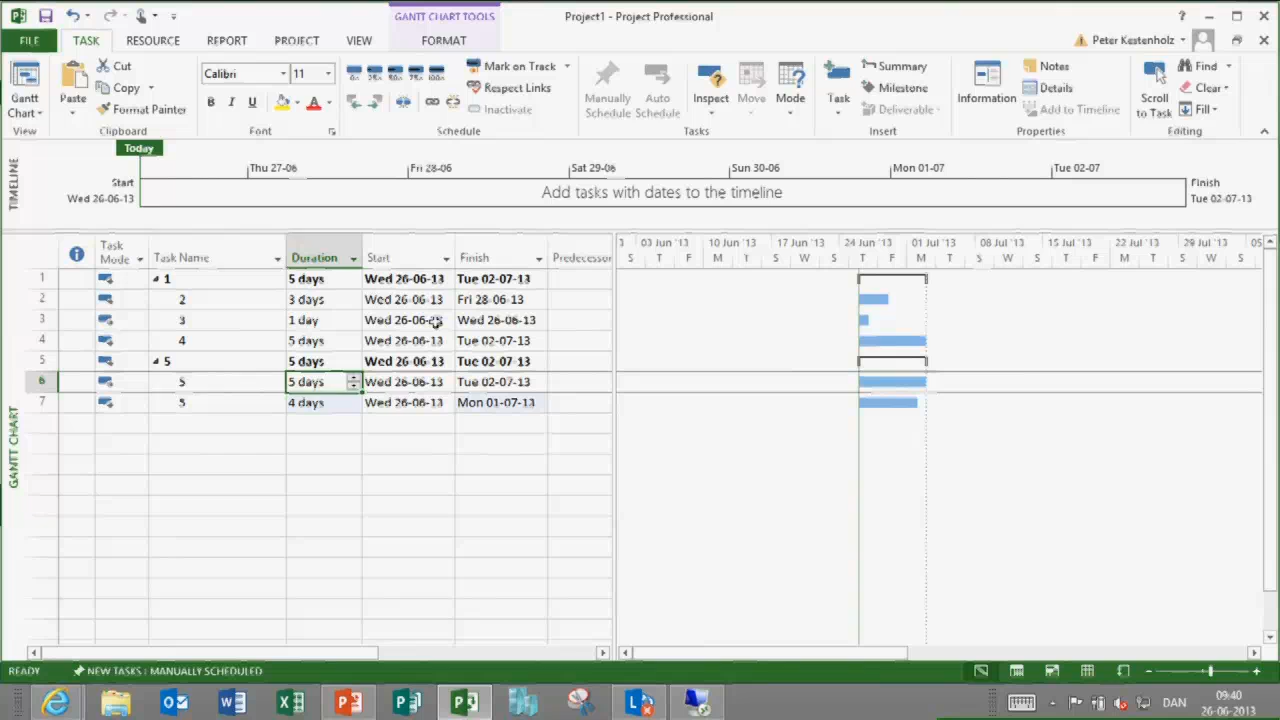 GANTT CHART TOOLS
Project1 - Project Professional
FILE TASK RESOURCE REPORT PROJECT VIEW FORMAT Peter Kestenholz
Gantt Chart
View
Paste
Cut
Copy
Format Painter
Clipboard
Calibri 11
B I U A
Font
0% 25% 50% 75% 100%
Mark on Track
Respect Links
Inactivate
Schedule
Manually Schedule
Auto Schedule
Inspect
Move
Mode
Tasks
Task
Summary
Milestone
Deliverable
Insert
Information
Notes
Details
Add to Timeline
Properties
Scroll to Task
Find
Clear
Fill
Editing
Today
TIMELINE
Start
Wed 26-06-13
Thu 27-06 Fri 28-06 Sat 29-06 Sun 30-06 Mon 01-07 Tue 02-07
Add tasks with dates to the timeline
Finish
Tue 02-07-13
GANTT CHART
Task Mode Task Name Duration Start Finish Predecessor
1 1 5 days Wed 26-06-13 Tue 02-07-13
2 2 3 days Wed 26-06-13 Fri 28-06-13
3 3 1 day Wed 26-06- Wed 26-06-13
4 4 5 days Wed 26-06-13 Tue 02-07-13
5 5 5 days Wed 26-06-13 Tue 02-07-13
6 5 5 days Wed 26-06-13 Tue 02-07-13
7 5 4 days Wed 26-06-13 Mon 01-07-13
3 03 Jun '13 10 Jun '13 17 Jun '13 24 Jun '13 01 Jul '13 08 Jul '13 15 Jul '13 22 Jul '13 29 Jul '13 05
S T F M T S W S T M F T S W S T F M T S
READY NEW TASKS : MANUALLY SCHEDULED
DAN
09:40
26-06-2013